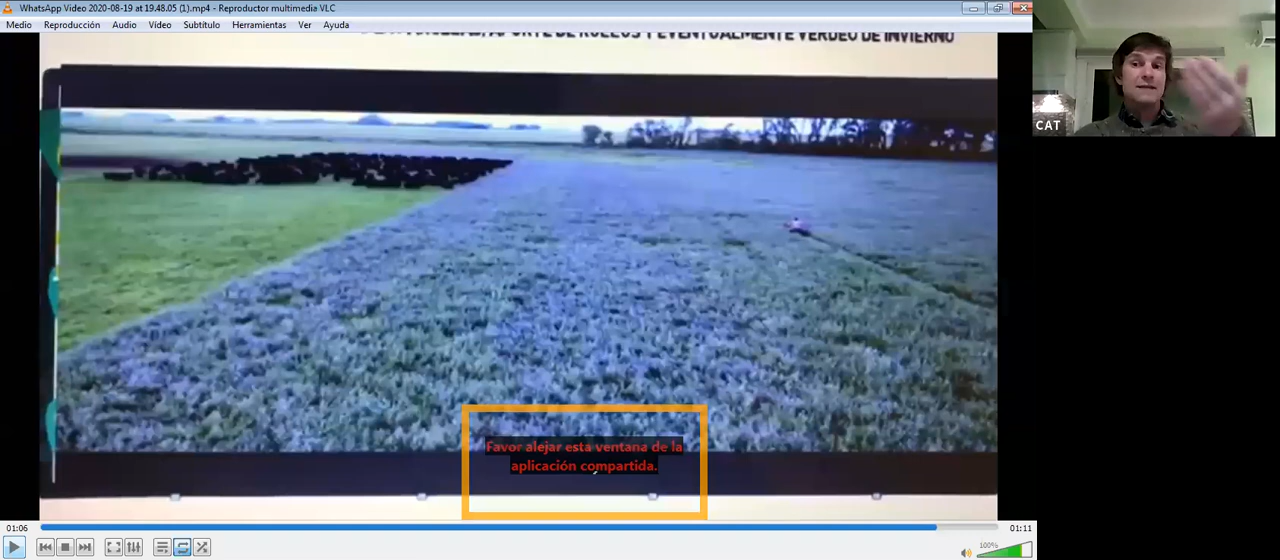 WhatsApp Video 2020-08-19 at 19.48.05 (1).mp4 - Reproductor multimedia VLC
Medio Reproducción Audio Vídeo Subtítulo Herramientas Ver Ayuda
APORTE DE ROLLOS Y EVENTUALMENTE VERDEO DE INVIERNO
CAT
Favor alejar esta ventana de la
aplicación compartida.
01:06
01:11
100%